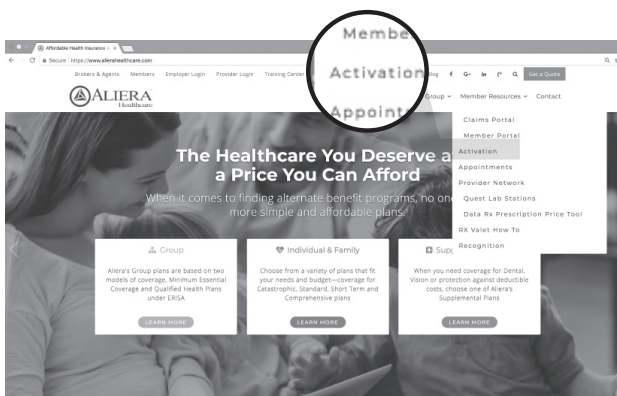 Affordable Health Insurance
Secure https://www.alierahealthcare.com
Brokers & Agents Members Employer Login Provider Login Training Center Blog f G+ in Get a Quote
Membe
Activation
Appoint
ALIERA
Healthcare
Group Member Resources Contact
Claims Portal
Member Portal
Activation
Appointments
Provider Network
Quest Lab Stations
Data Rx Prescription Price Tool
RX Valet How To
Recognition
The Healthcare You Deserve a
a Price You Can Afford
When it comes to finding alternate benefit programs, no on
more simple and affordable plans.
Group
Aliera's Group plans are based on two
models of coverage, Minimum Essential
Coverage and Qualified Health Plans
under ERISA
LEARN MORE
Individual & Family
Choose from a variety of plans that fit
your needs and budget—coverage for
Catastrophic, Standard, Short Term and
Comprehensive plans
LEARN MORE
Sup
When you need coverage for Dental,
Vision or protection against deductible
costs, choose one of Aliera's
Supplemental Plans
LEARN MORE